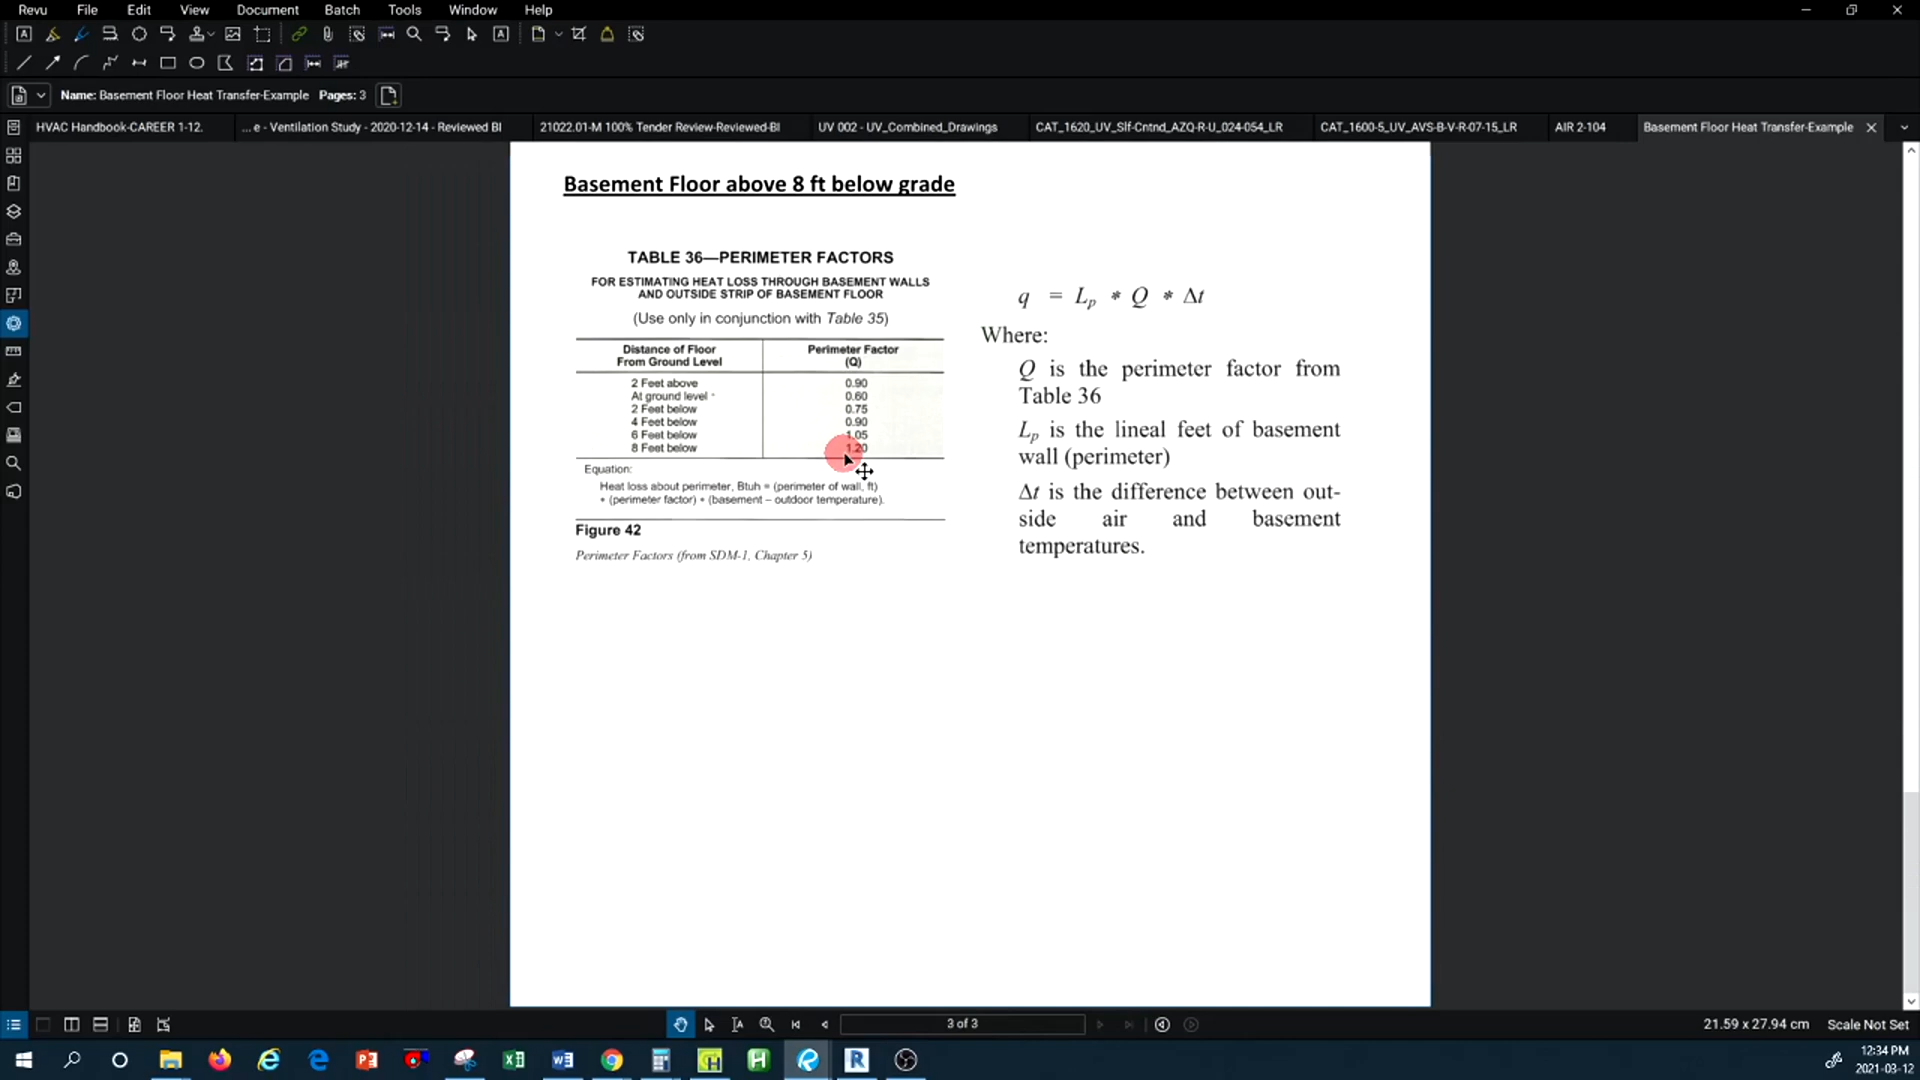 Revu File Edit View Document Batch Tools Window Help
Name: Basement Floor Heat Transfer-Example Pages: 3
HVAC Handbook-CAREER 1-12. ... e - Ventilation Study - 2020-12-14 - Reviewed BI 21022.01-M 100% Tender Review-Reviewed-BI UV 002 - UV_Combined_Drawings CAT_1620_UV_Slf-Cntnd_AZQ-R-U_024-054_LR CAT_1600-5_UV_AVS-B-V-R-07-15_LR AIR 2-104 Basement Floor Heat Transfer-Example
Basement Floor above 8 ft below grade
TABLE 36—PERIMETER FACTORS
FOR ESTIMATING HEAT LOSS THROUGH BASEMENT WALLS
AND OUTSIDE STRIP OF BASEMENT FLOOR
(Use only in conjunction with Table 35)
Distance of Floor Perimeter Factor
From Ground Level (Q)
2 Feet above 0.90
At ground level 0.60
2 Feet below 0.75
4 Feet below 0.90
6 Feet below 1.05
8 Feet below 1.20
Equation:
Heat loss about perimeter, Btuh = (perimeter of wall, ft)
* (perimeter factor) * (basement – outdoor temperature).
Figure 42
Perimeter Factors (from SDM-1, Chapter 5)
q = Lp * Q * Δt
Where:
Q is the perimeter factor from
Table 36
Lp is the lineal feet of basement
wall (perimeter)
Δt is the difference between out-
side air and basement
temperatures.
3 of 3
21.59 x 27.94 cm Scale Not Set
12:34 PM
2021-03-12